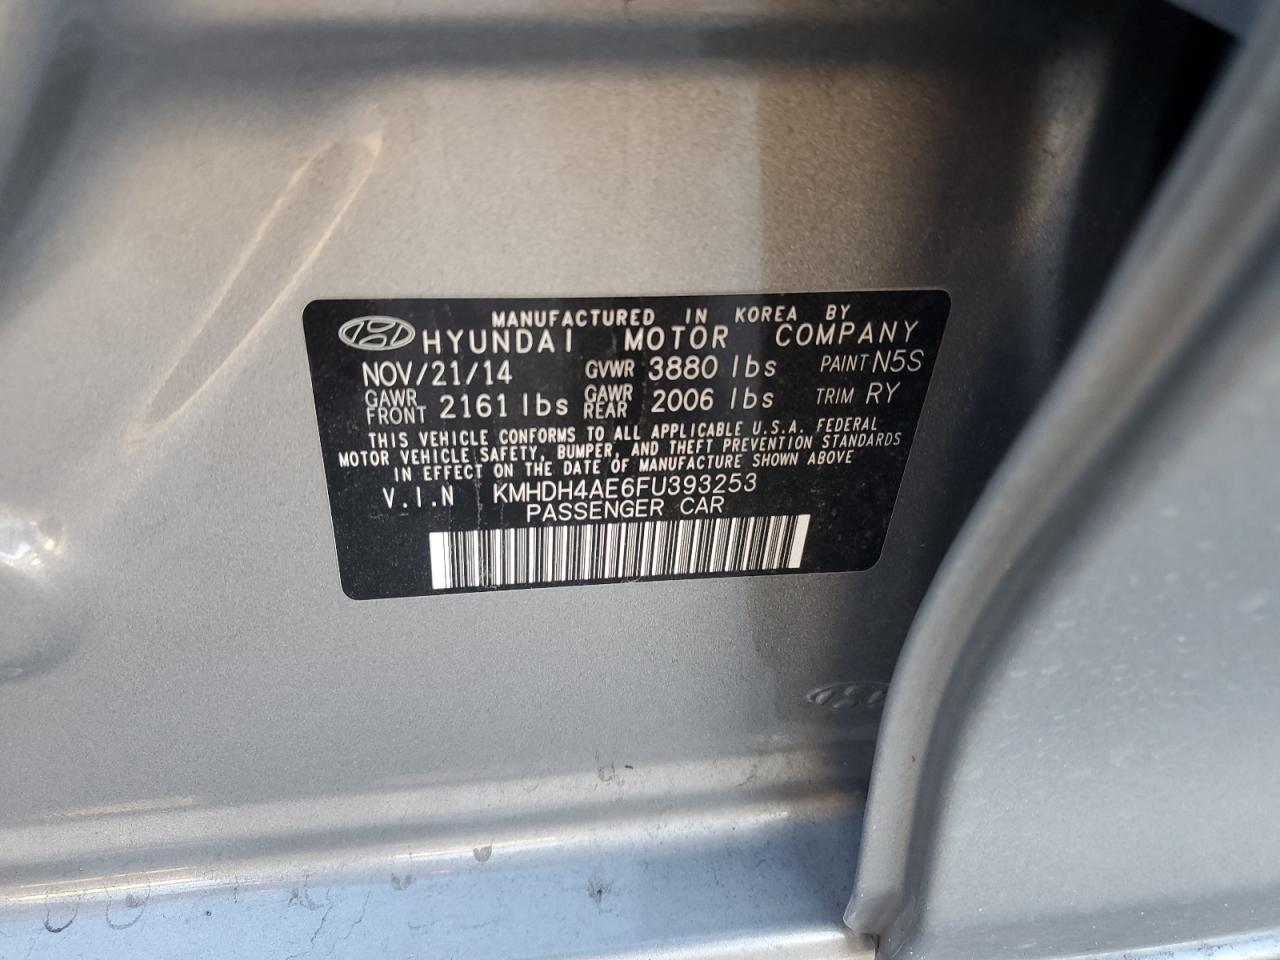 MANUFACTURED IN KOREA BY
HYUNDAI MOTOR COMPANY
NOV/21/14 GVWR 3880 lbs PAINT N5S
GAWR FRONT 2161 lbs GAWR REAR 2006 lbs TRIM RY
THIS VEHICLE CONFORMS TO ALL APPLICABLE U.S.A. FEDERAL
MOTOR VEHICLE SAFETY, BUMPER, AND THEFT PREVENTION STANDARDS
IN EFFECT ON THE DATE OF MANUFACTURE SHOWN ABOVE
V.I.N KMHDH4AE6FU393253
PASSENGER CAR